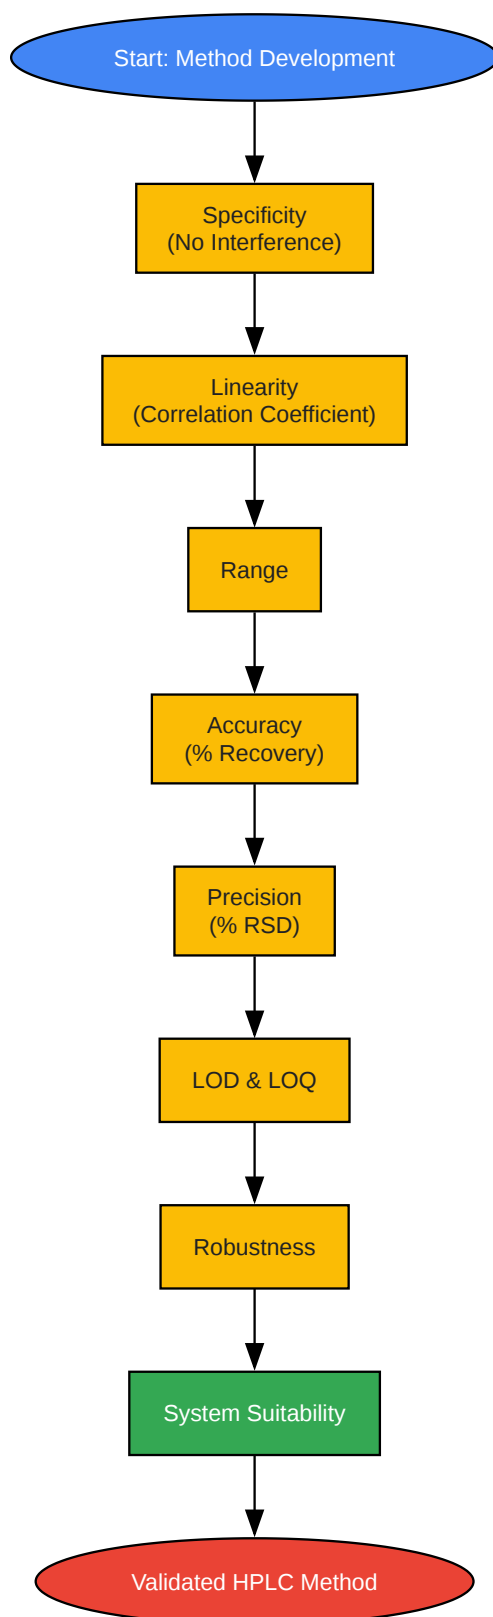 Start: Method Development
Specificity
(No Interference)
Linearity
(Correlation Coefficient)
Range
Accuracy
(% Recovery)
Precision
(% RSD)
LOD & LOQ
Robustness
System Suitability
Validated HPLC Method